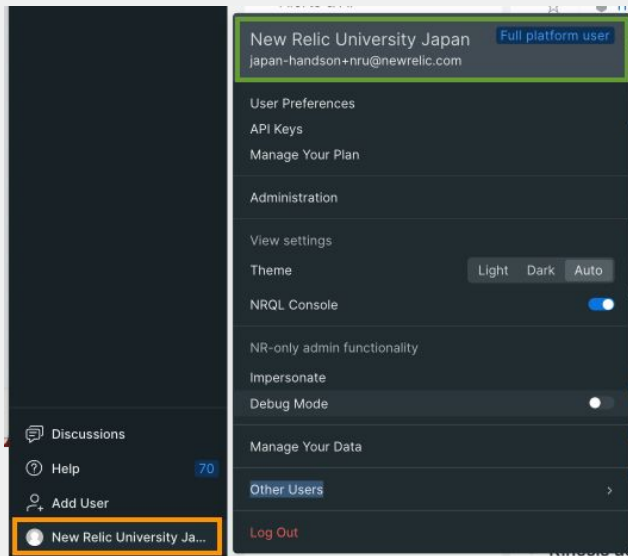 New Relic University Japan
Full platform user
japan-handson+nru@newrelic.com
User Preferences
API Keys
Manage Your Plan
Administration
View settings
Theme
Light Dark Auto
NRQL Console
NR-only admin functionality
Impersonate
Debug Mode
Manage Your Data
Other Users
Log Out
Discussions
Help 70
Add User
New Relic University Ja...